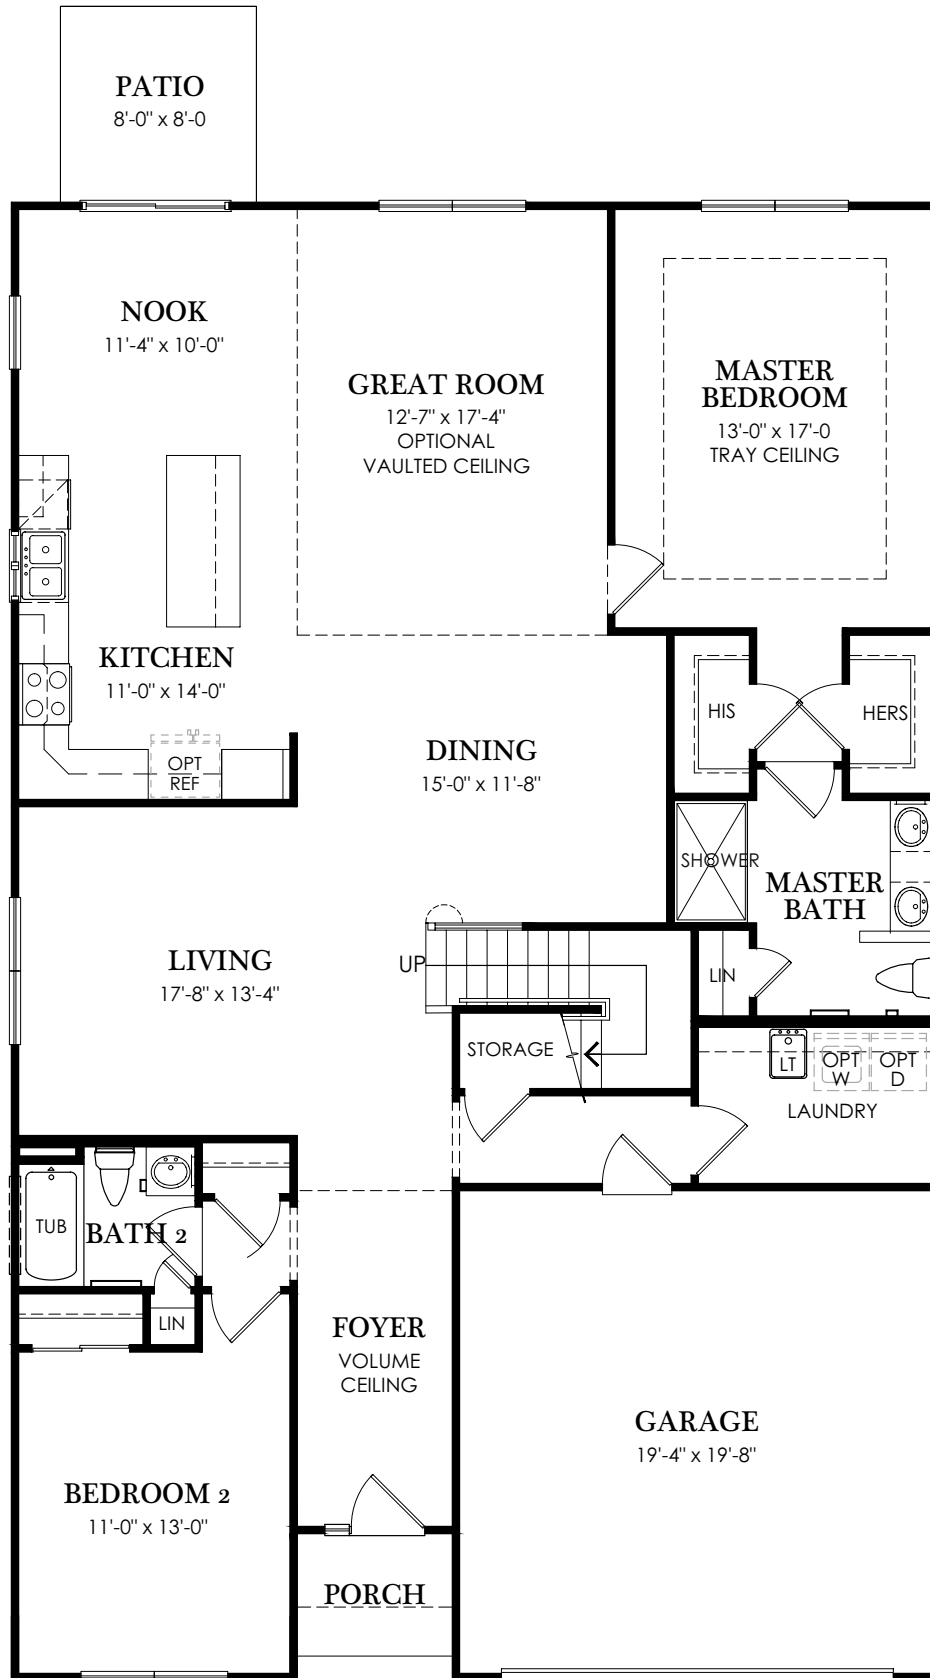 PATIO
8'-0" x 8'-0
NOOK
11'-4" x 10'-0"
GREAT ROOM
12'-7" x 17'-4"
OPTIONAL
VAULTED CEILING
MASTER
BEDROOM
13'-0" x 17'-0
TRAY CEILING
KITCHEN
11'-0" x 14'-0"
OPT
REF
DINING
15'-0" x 11'-8"
HIS
HERS
SHOWER
MASTER
BATH
LIVING
17'-8" x 13'-4"
UP
LIN
STORAGE
LT
OPT
W
OPT
D
LAUNDRY
TUB
BATH 2
LIN
FOYER
VOLUME
CEILING
GARAGE
19'-4" x 19'-8"
BEDROOM 2
11'-0" x 13'-0"
PORCH